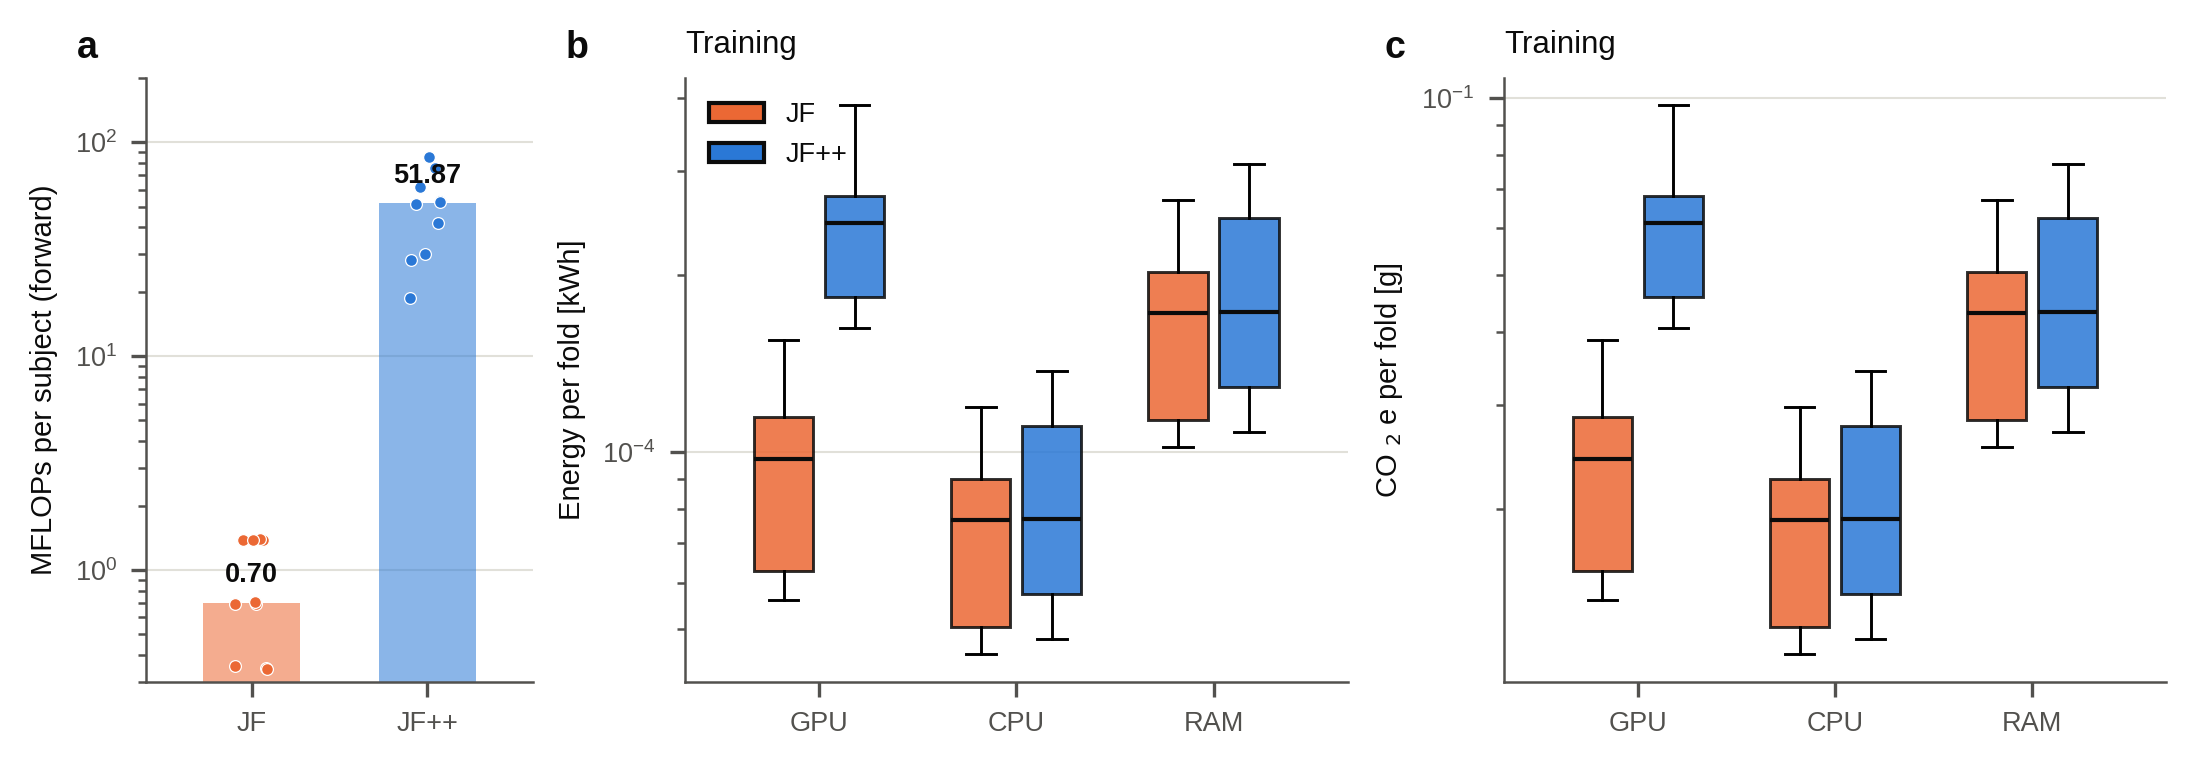 a
MFLOPs per subject (forward)
10²
10¹
10⁰
51.87
0.70
JF
JF++
b
Training
Energy per fold [kWh]
10⁻⁴
JF
JF++
GPU
CPU
RAM
c
Training
CO ₂ e per fold [g]
10⁻¹
GPU
CPU
RAM